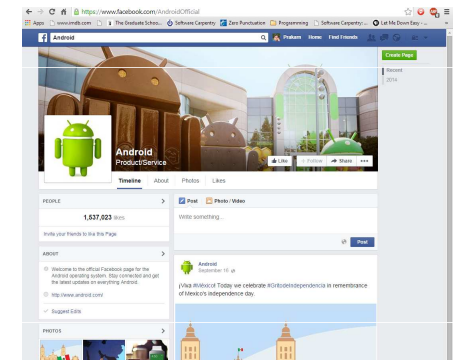 https://www.facebook.com/AndroidOfficial
Apps
www.imdb.com
The Graduate Schoo...
Software Carpentry
Zero Punctuation
Programming
Software Carpentry: ...
Let Me Down Easy - ...
Android
Prakarn
Home
Find Friends
Create Page
Recent
2014
Android
Product/Service
Like
Follow
Share
Timeline
About
Photos
Likes
PEOPLE
1,537,023 likes
Invite your friends to like this Page
ABOUT
Welcome to the official Facebook page for the
Android operating system. Stay connected and get
the latest updates on everything Android.
http://www.android.com/
Suggest Edits
PHOTOS
Post
Photo / Video
Write something...
Post
Android
September 16
¡Viva #México! Today we celebrate #GritodeIndependencia in remembrance
of Mexico's independence day.